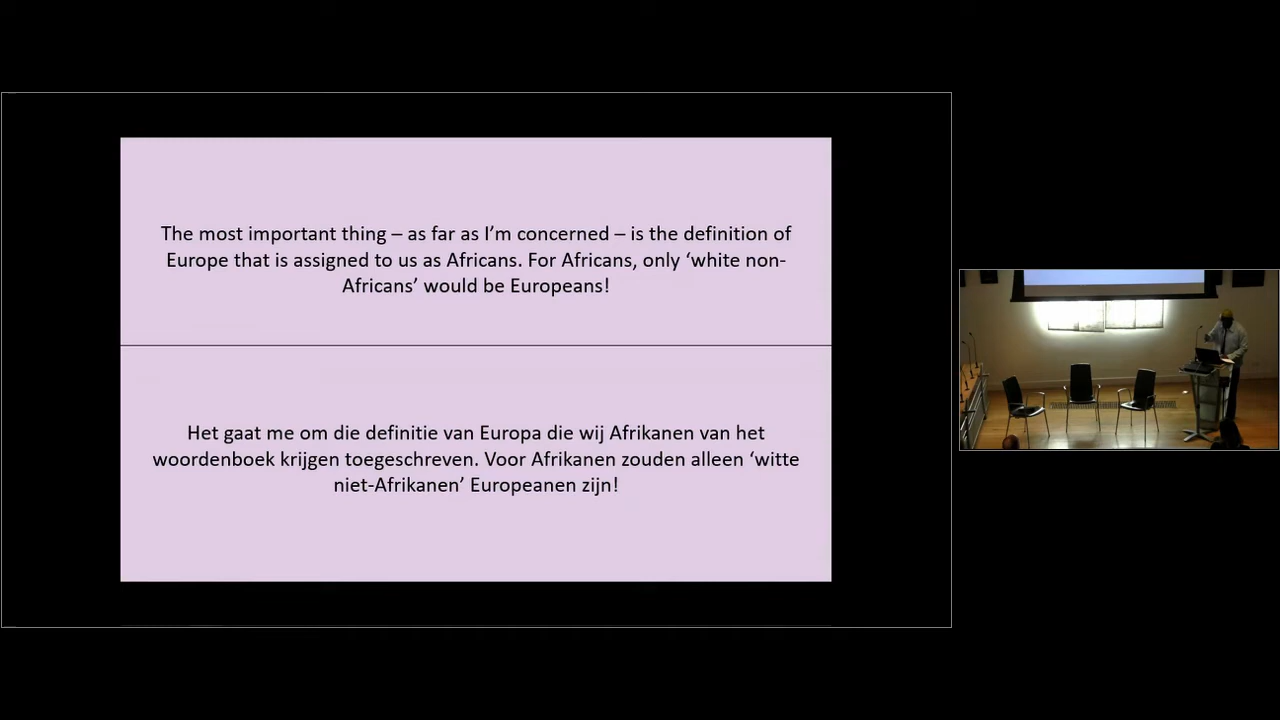 The most important thing – as far as I’m concerned – is the definition of
Europe that is assigned to us as Africans. For Africans, only ‘white non-
Africans’ would be Europeans!
Het gaat me om die definitie van Europa die wij Afrikanen van het
woordenboek krijgen toegeschreven. Voor Afrikanen zouden alleen ‘witte
niet-Afrikanen’ Europeanen zijn!